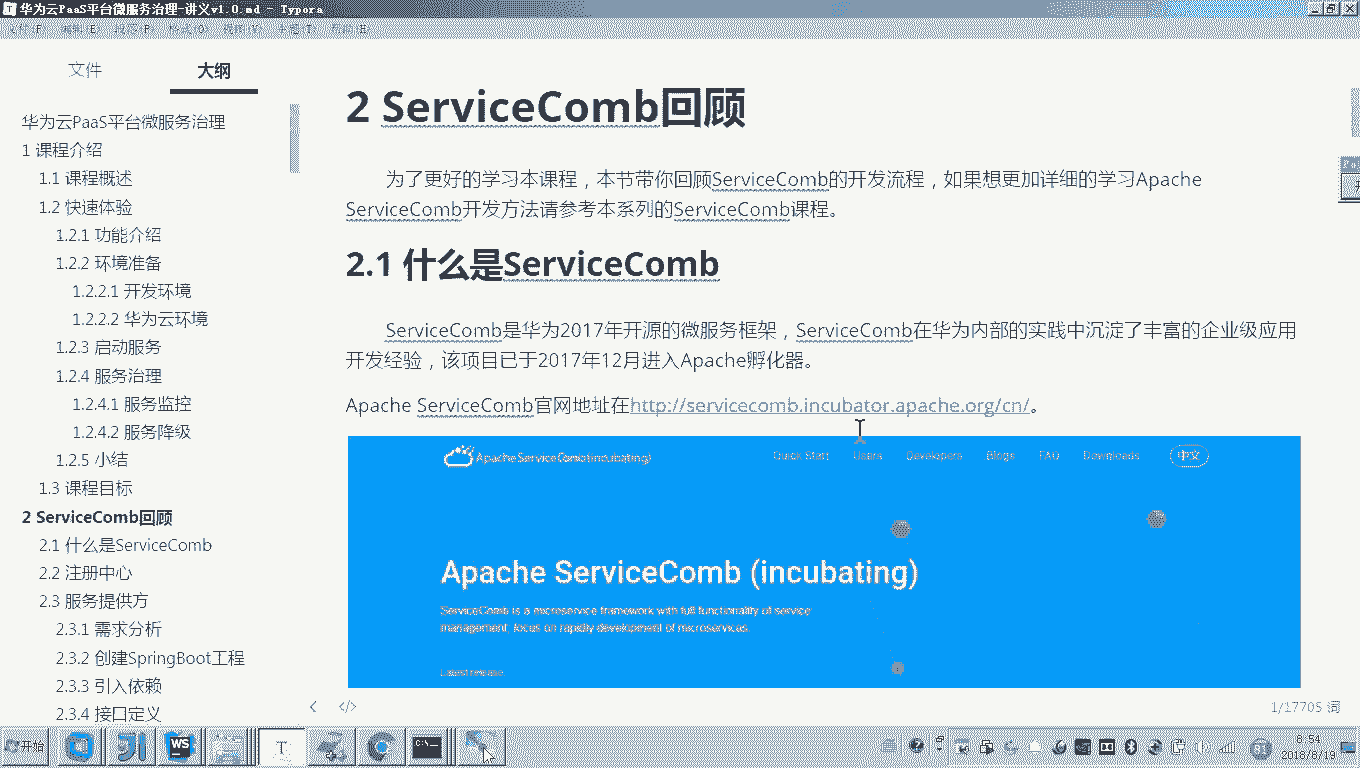 华为云PaaS平台微服务治理-讲义v1.0.md - Typora
文件
大纲
华为云PaaS平台微服务治理
1 课程介绍
1.1 课程概述
1.2 快速体验
1.2.1 功能介绍
1.2.2 环境准备
1.2.2.1 开发环境
1.2.2.2 华为云环境
1.2.3 启动服务
1.2.4 服务治理
1.2.4.1 服务监控
1.2.4.2 服务降级
1.2.5 小结
1.3 课程目标
2 ServiceComb回顾
2.1 什么是ServiceComb
2.2 注册中心
2.3 服务提供方
2.3.1 需求分析
2.3.2 创建SpringBoot工程
2.3.3 引入依赖
2.3.4 接口定义
2 ServiceComb回顾
为了更好的学习本课程，本节带你回顾ServiceComb的开发流程，如果想更加详细的学习Apache
ServiceComb开发方法请参考本系列的ServiceComb课程。
2.1 什么是ServiceComb
ServiceComb是华为2017年开源的微服务框架，ServiceComb在华为内部的实践中沉淀了丰富的企业级应用
开发经验，该项目已于2017年12月进入Apache孵化器。
Apache ServiceComb官网地址在http://servicecomb.incubator.apache.org/cn/。
Apache ServiceComb(incubating)
Quick Start Users Developers Blogs FAQ Downloads 中文
Apache ServiceComb (incubating)
ServiceComb is a microservice framework with full functionality of service
management, focus on rapidly development of microservices.
Latest release
1/17705 词
开始
8:54
2018/6/19